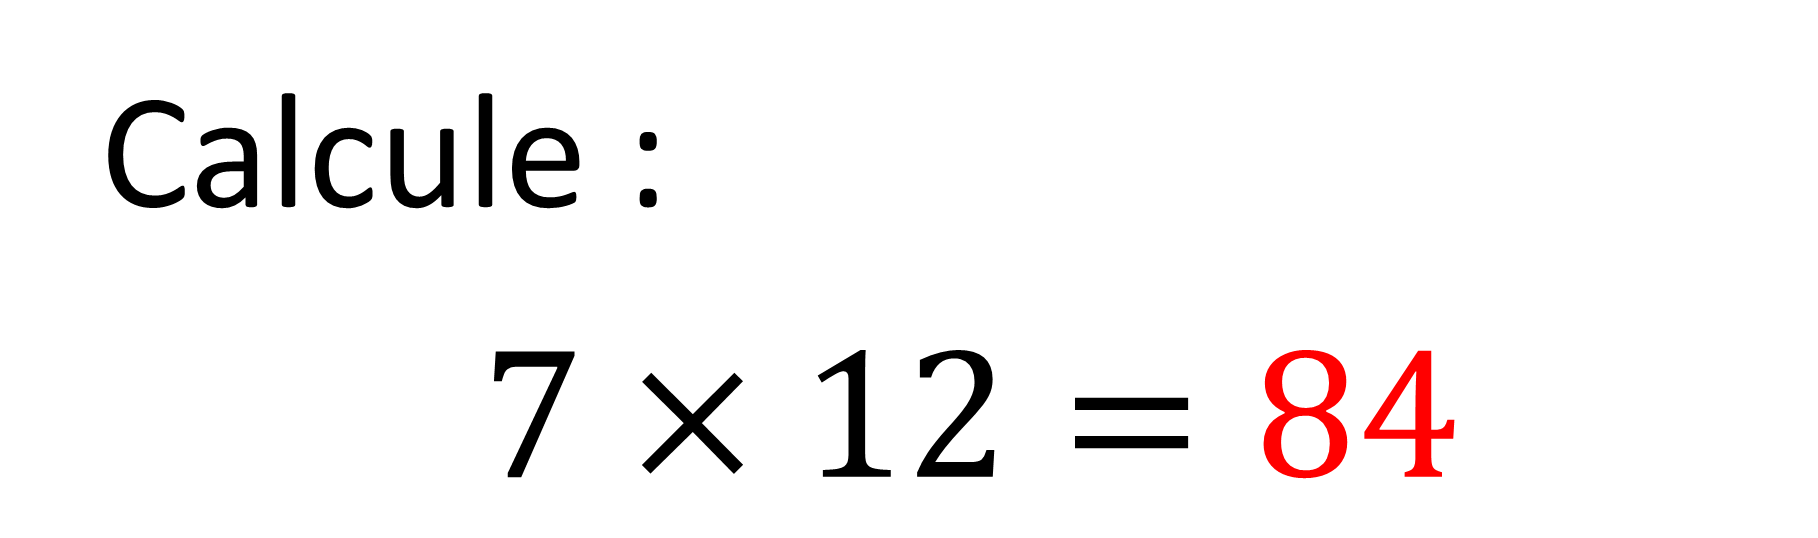 Calcule :
7 × 12 = 84